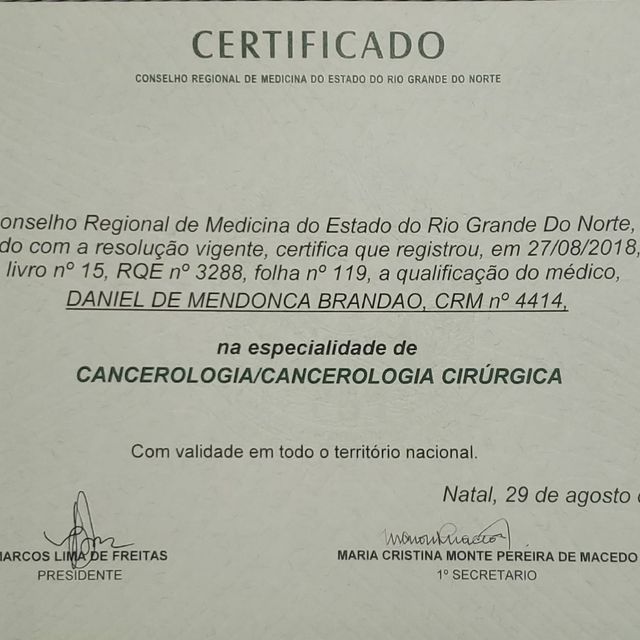 CERTIFICADO
CONSELHO REGIONAL DE MEDICINA DO ESTADO DO RIO GRANDE DO NORTE
onselho Regional de Medicina do Estado do Rio Grande Do Norte,
do com a resolução vigente, certifica que registrou, em 27/08/2018,
livro nº 15, RQE nº 3288, folha nº 119, a qualificação do médico,
DANIEL DE MENDONCA BRANDAO, CRM nº 4414,
na especialidade de
CANCEROLOGIA/CANCEROLOGIA CIRÚRGICA
Com validade em todo o território nacional.
Natal, 29 de agosto
MARCOS LIMA DE FREITAS
PRESIDENTE
MARIA CRISTINA MONTE PEREIRA DE MACEDO
1º SECRETARIO